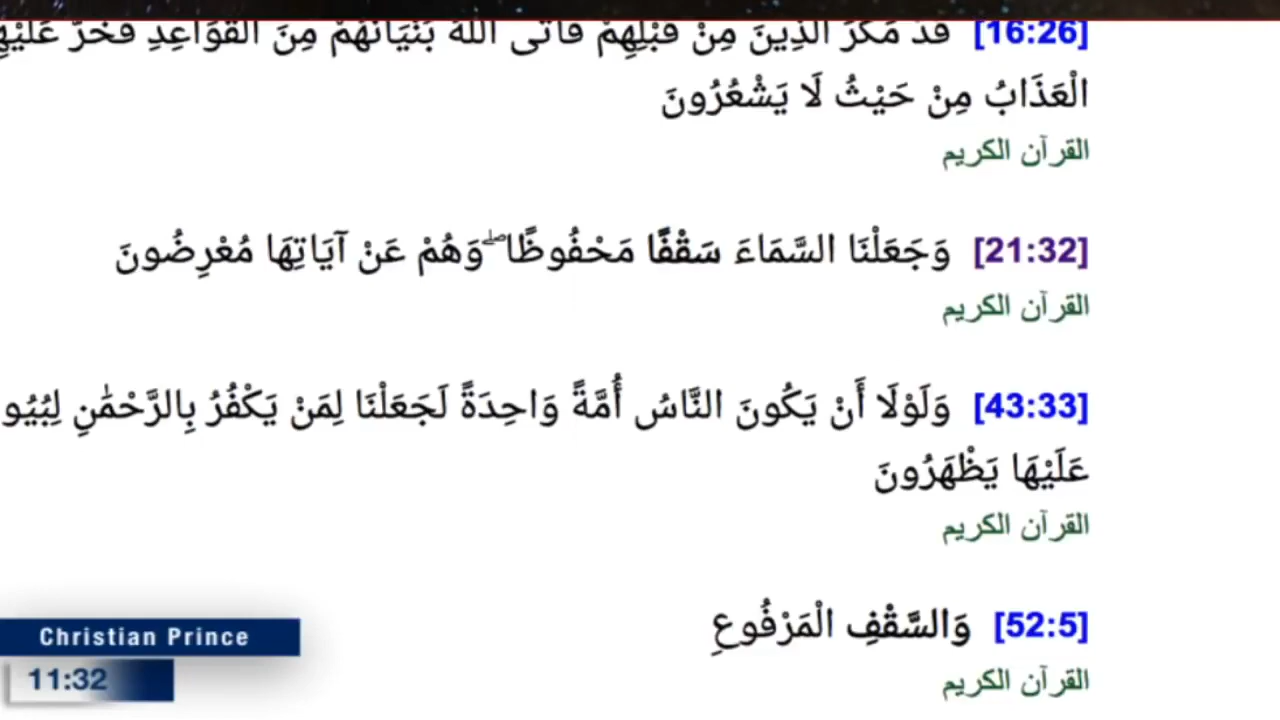 [16:26] قَدْ مَكَرَ الَّذِينَ مِنْ قَبْلِهِمْ فَأَتَى اللَّهُ بُنْيَانَهُمْ مِنَ الْقَوَاعِدِ فَخَرَّ
الْعَذَابُ مِنْ حَيْثُ لَا يَشْعُرُونَ
القرآن الكريم
[21:32] وَجَعَلْنَا السَّمَاءَ سَقْفًا مَحْفُوظًا ۖ وَهُمْ عَنْ آيَاتِهَا مُعْرِضُونَ
القرآن الكريم
[43:33] وَلَوْلَا أَنْ يَكُونَ النَّاسُ أُمَّةً وَاحِدَةً لَجَعَلْنَا لِمَنْ يَكْفُرُ بِالرَّحْمَٰنِ
عَلَيْهَا يَظْهَرُونَ
القرآن الكريم
[52:5] وَالسَّقْفِ الْمَرْفُوعِ
القرآن الكريم
Christian Prince
11:32